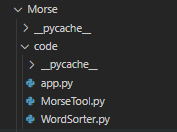 Morse
__pycache__
code
__pycache__
app.py
MorseTool.py
WordSorter.py